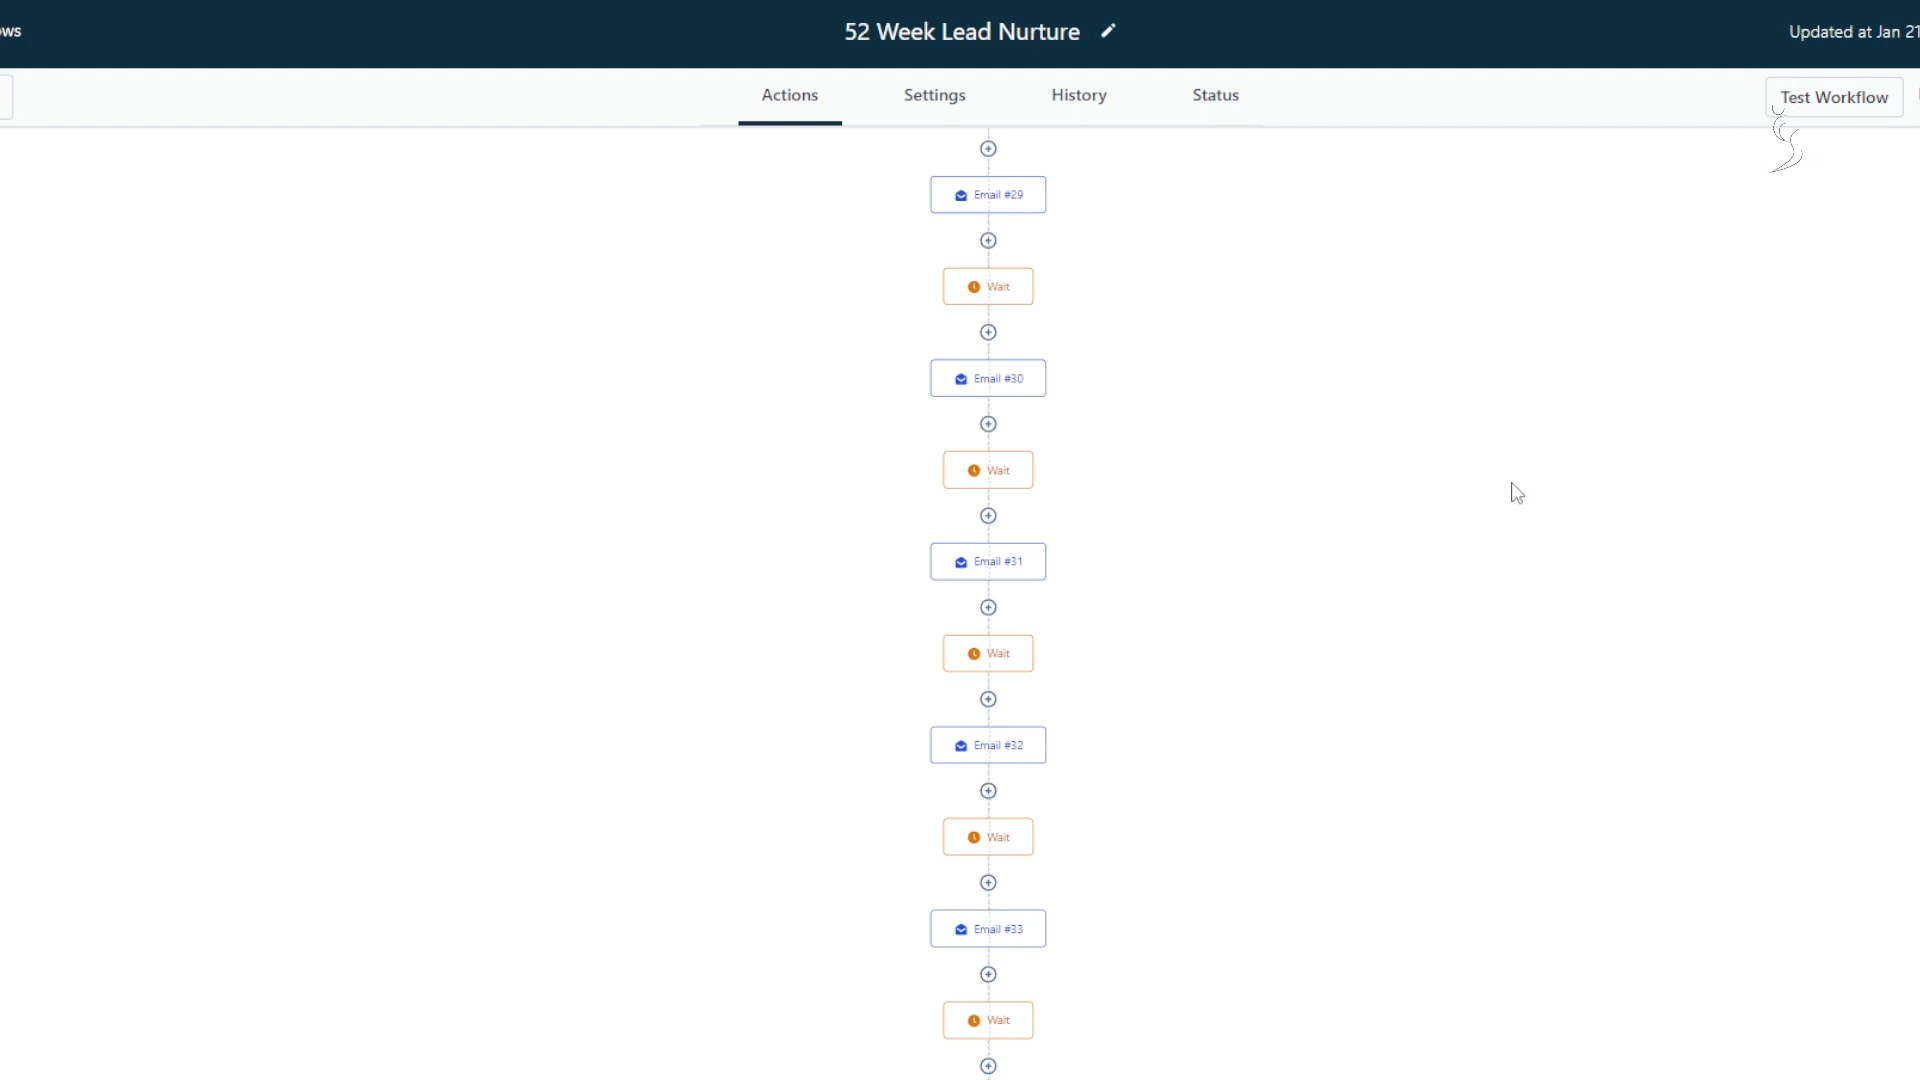 ows
52 Week Lead Nurture
Updated at Jan 21
Actions
Settings
History
Status
Test Workflow
Email #29
Wait
Email #30
Wait
Email #31
Wait
Email #32
Wait
Email #33
Wait